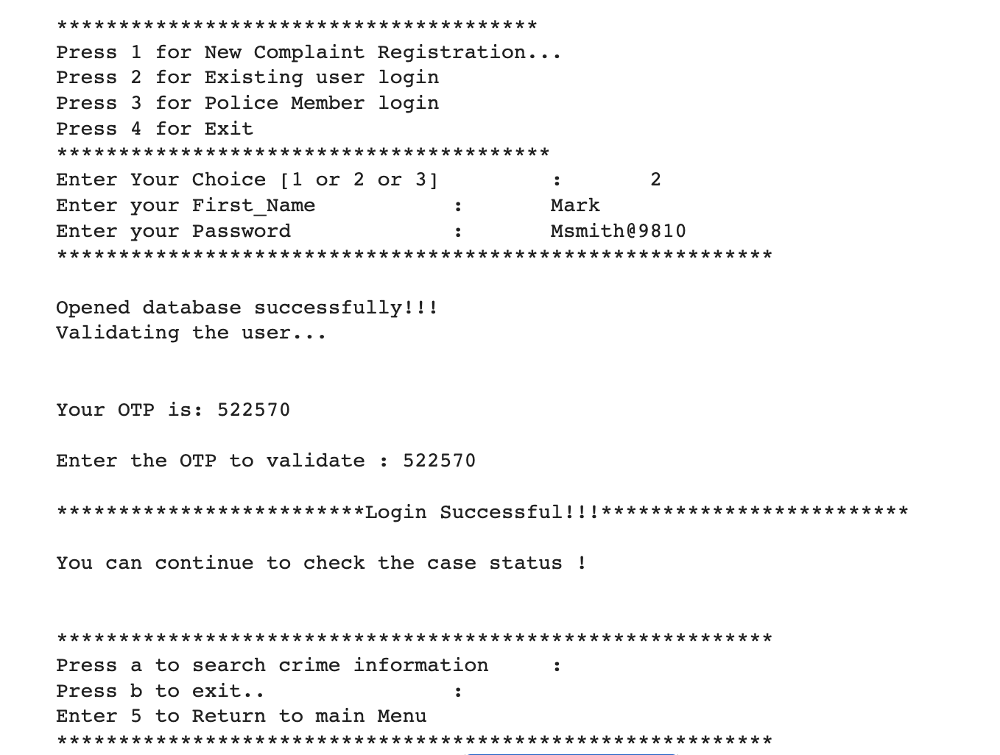 ***************************************
Press 1 for New Complaint Registration...
Press 2 for Existing user login
Press 3 for Police Member login
Press 4 for Exit
****************************************
Enter Your Choice [1 or 2 or 3] : 2
Enter your First_Name : Mark
Enter your Password : Msmith@9810
**********************************************************
Opened database successfully!!!
Validating the user...
Your OTP is: 522570
Enter the OTP to validate : 522570
*************************Login Successful!!!*************************
You can continue to check the case status !
**********************************************************
Press a to search crime information :
Press b to exit.. :
Enter 5 to Return to main Menu
**********************************************************